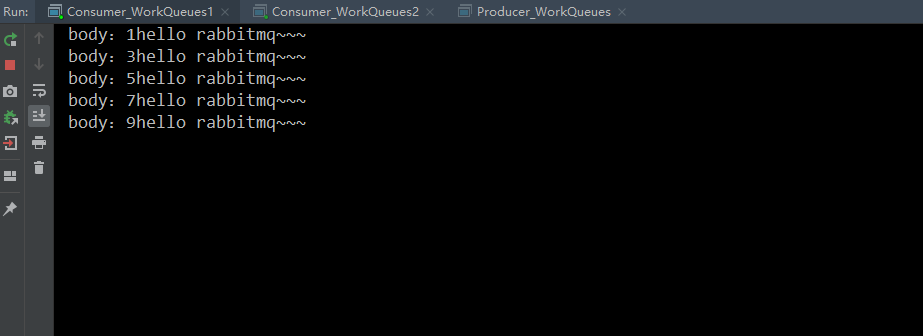 Run: Consumer_WorkQueues1 Consumer_WorkQueues2 Producer_WorkQueues
body：1hello rabbitmq~~~
body：3hello rabbitmq~~~
body：5hello rabbitmq~~~
body：7hello rabbitmq~~~
body：9hello rabbitmq~~~